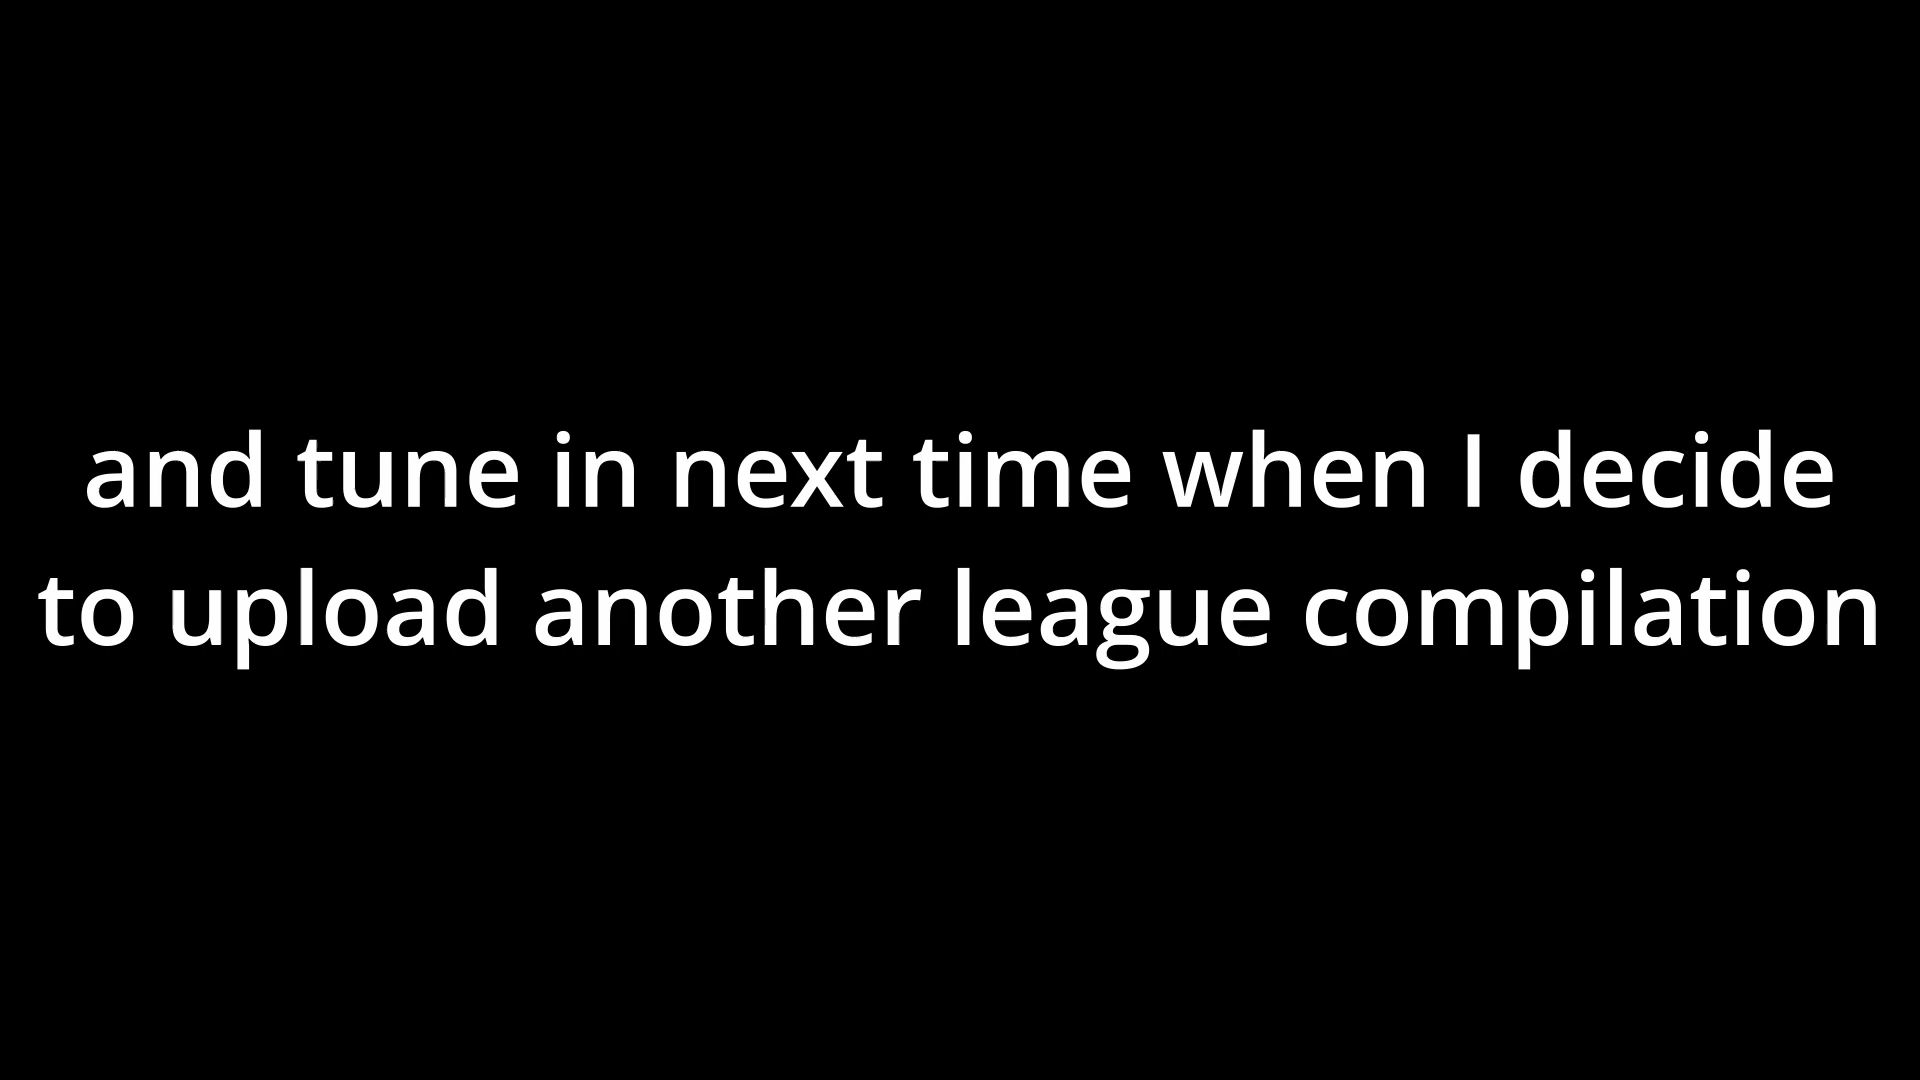 and tune in next time when I decide
to upload another league compilation